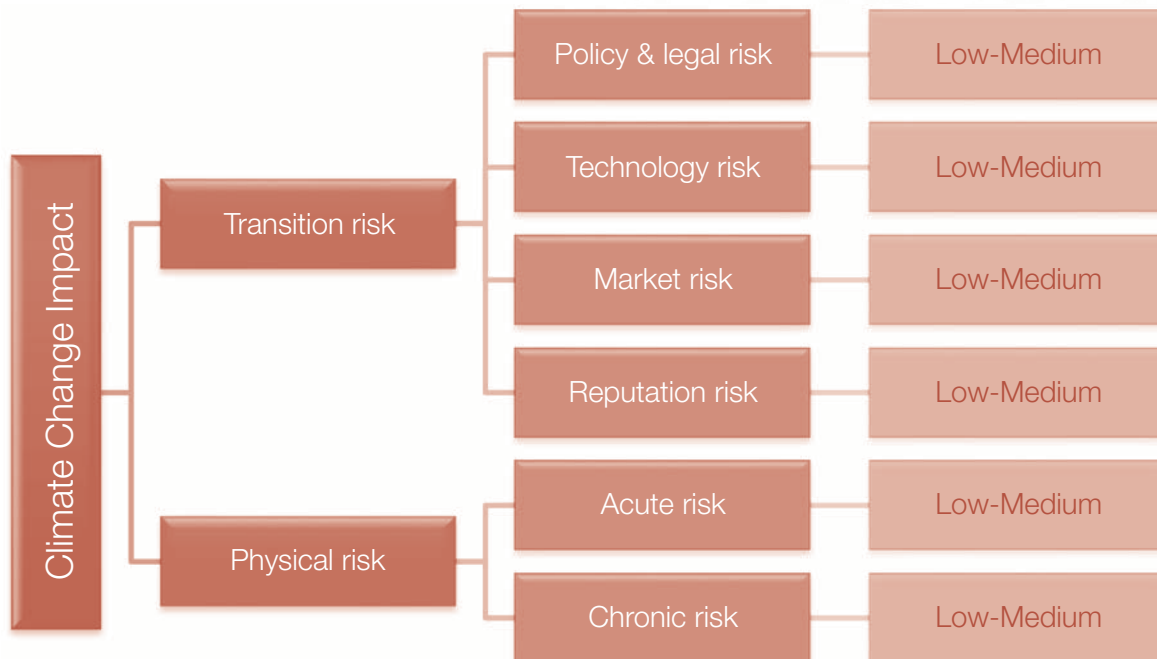 Climate Change Impact
Transition risk
Policy & legal risk
Low-Medium
Technology risk
Low-Medium
Market risk
Low-Medium
Reputation risk
Low-Medium
Physical risk
Acute risk
Low-Medium
Chronic risk
Low-Medium